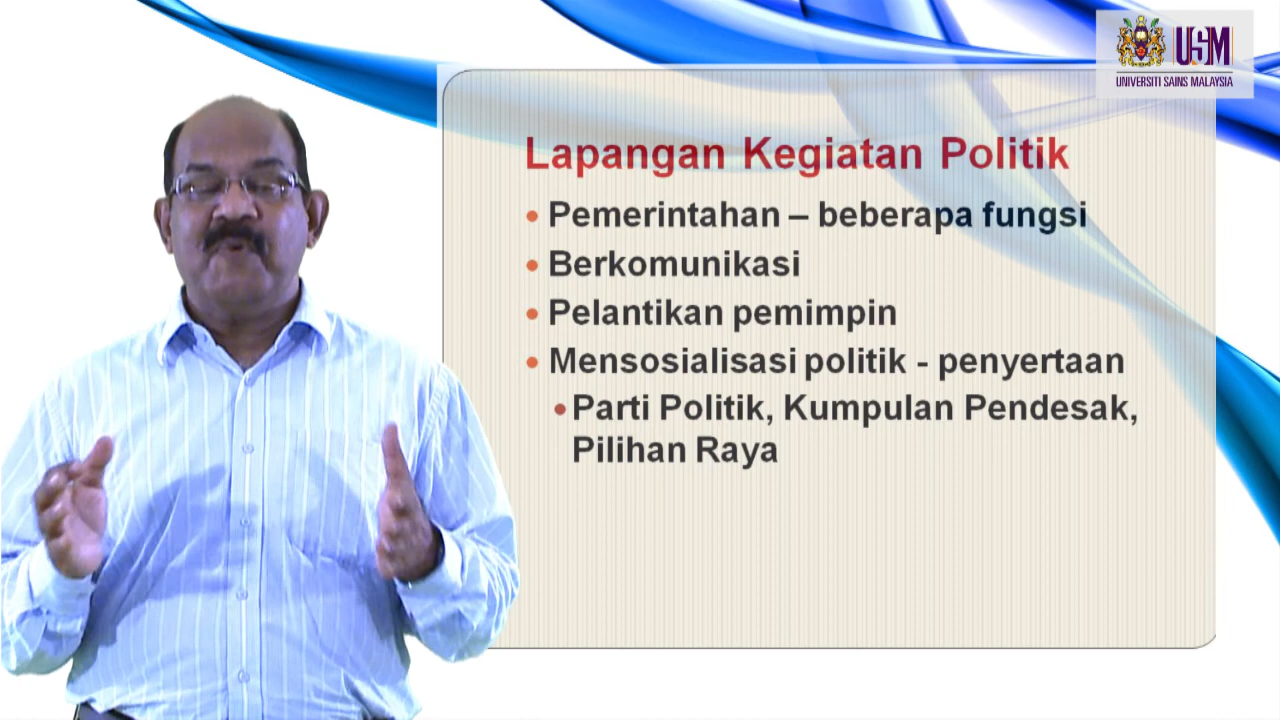 USM
UNIVERSITI SAINS MALAYSIA
Lapangan Kegiatan Politik
• Pemerintahan – beberapa fungsi
• Berkomunikasi
• Pelantikan pemimpin
• Mensosialisasi politik - penyertaan
• Parti Politik, Kumpulan Pendesak,
Pilihan Raya